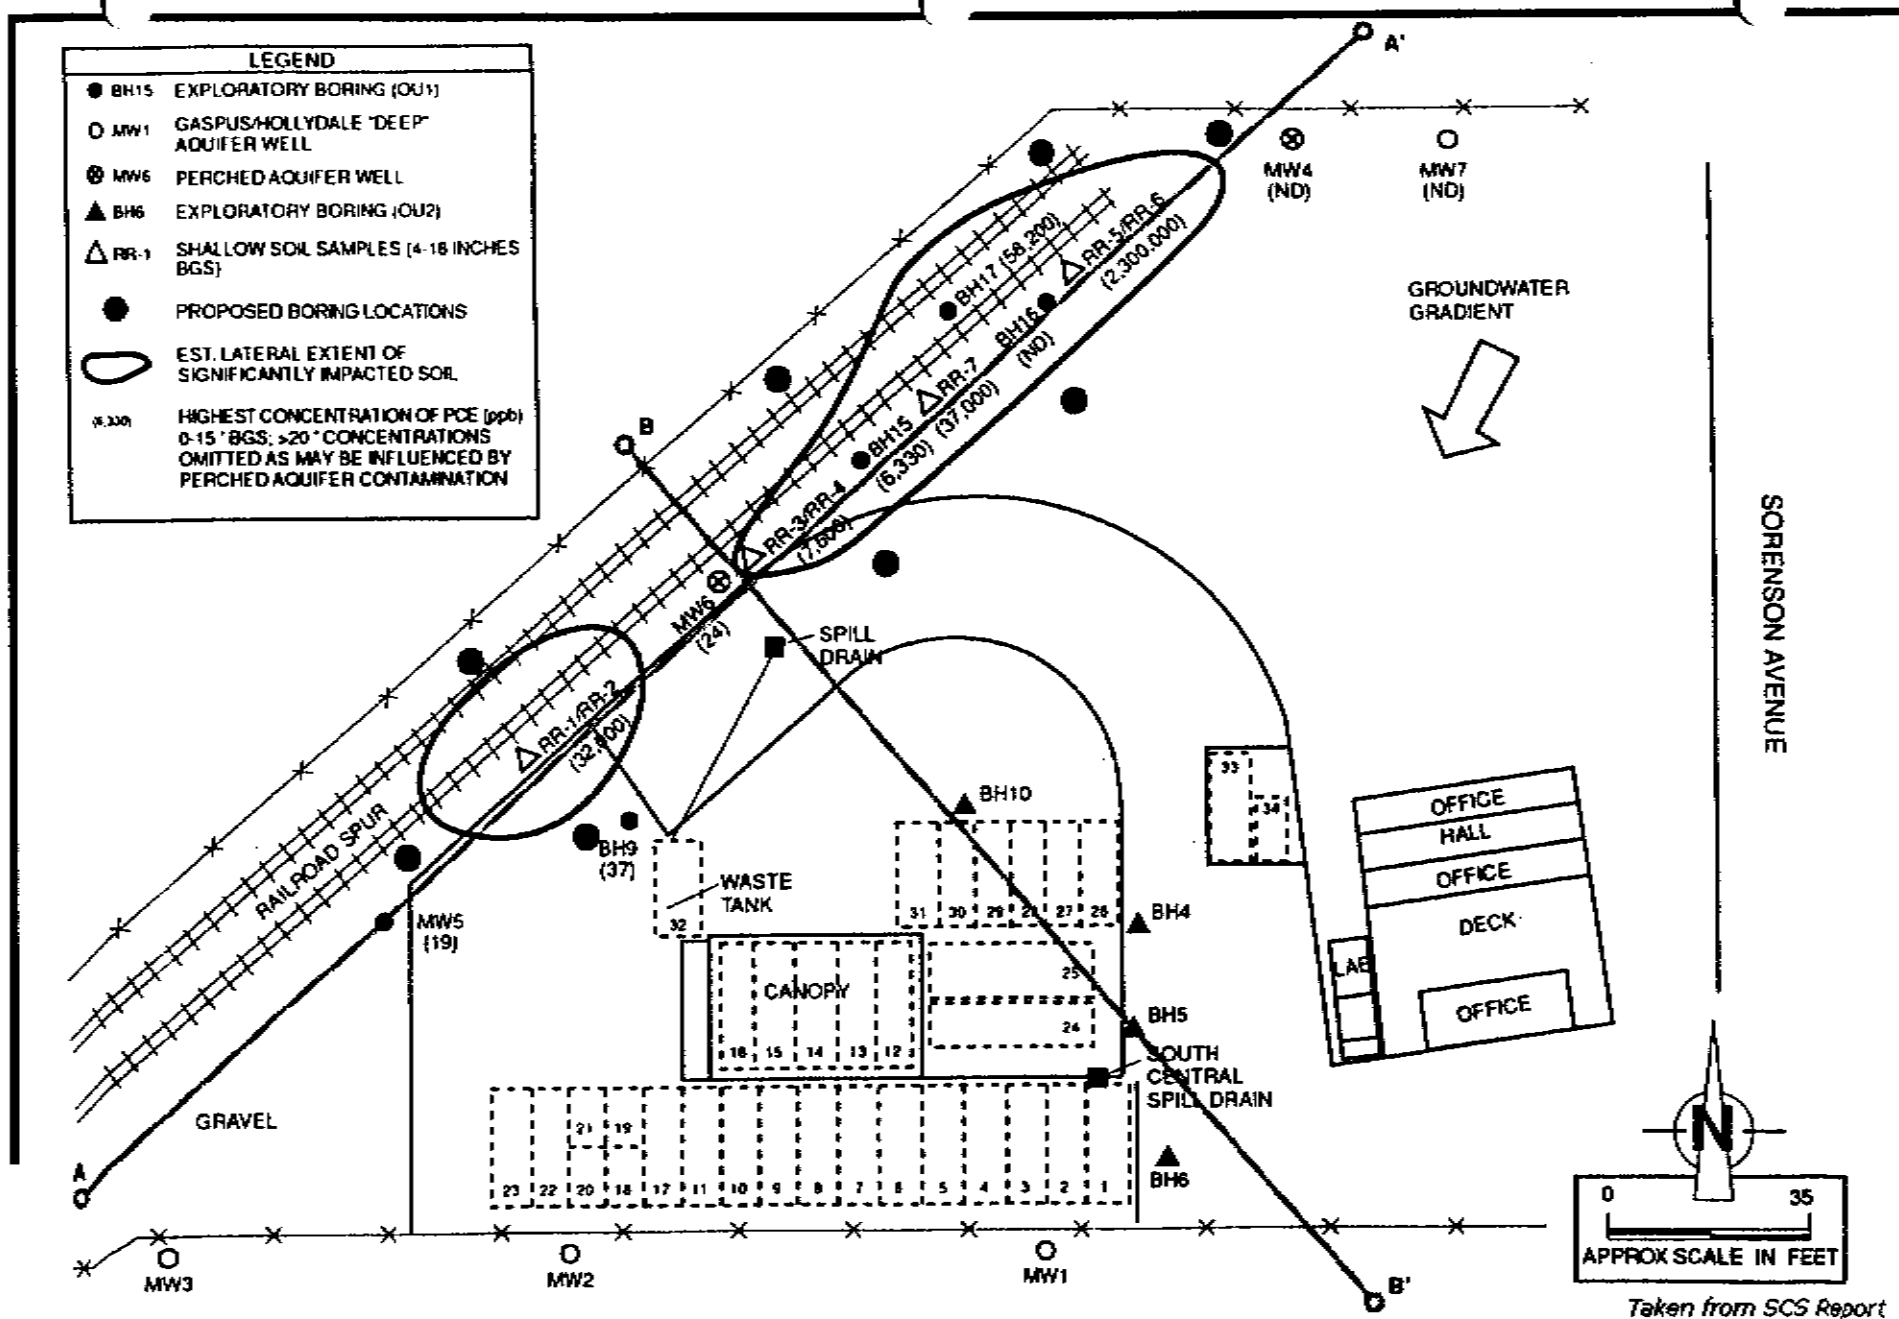 LEGEND
BH15 EXPLORATORY BORING (OU1)
MW1 GASPUS/HOLLYDALE "DEEP"
AQUIFER WELL
MW6 PERCHED AQUIFER WELL
BH6 EXPLORATORY BORING (OU2)
RR-1 SHALLOW SOIL SAMPLES (4-18 INCHES
BGS)
PROPOSED BORING LOCATIONS
EST. LATERAL EXTENT OF
SIGNIFICANTLY IMPACTED SOIL
(6,330) HIGHEST CONCENTRATION OF PCE (ppb)
0-15' BGS; >20' CONCENTRATIONS
OMITTED AS MAY BE INFLUENCED BY
PERCHED AQUIFER CONTAMINATION
A'
MW4
(ND)
MW7
(ND)
BH17 (58,200)
RR-5/RR-6
(2,300,000)
BH16
(ND)
RR-7
(37,000)
BH15
(6,330)
RR-3/RR-4
GROUNDWATER
GRADIENT
B
MW6
(24)
SPILL
DRAIN
RR-1/RR-2
SORENSON AVENUE
RAILROAD SPUR
BH9
(37)
MW5
(19)
WASTE
TANK
32
BH10
31 30 29 28 27 26
BH4
33
34
OFFICE
HALL
OFFICE
DECK
LAB
OFFICE
CANOPY
16 15 14 13 12
25
24
BH5
SOUTH
CENTRAL
SPILL DRAIN
GRAVEL
21 19
23 22 20 18 17 11 10 9 8 7 6 5 4 3 2 1
BH6
A
MW3
MW2
MW1
B'
N
0 35
APPROX SCALE IN FEET
Taken from SCS Report